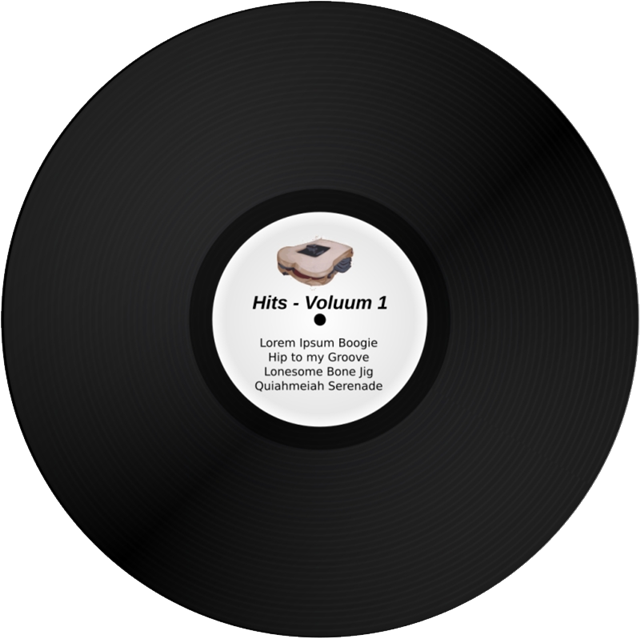 Hits - Voluum 1
Lorem Ipsum Boogie
Hip to my Groove
Lonesome Bone Jig
Quiahmeiah Serenade